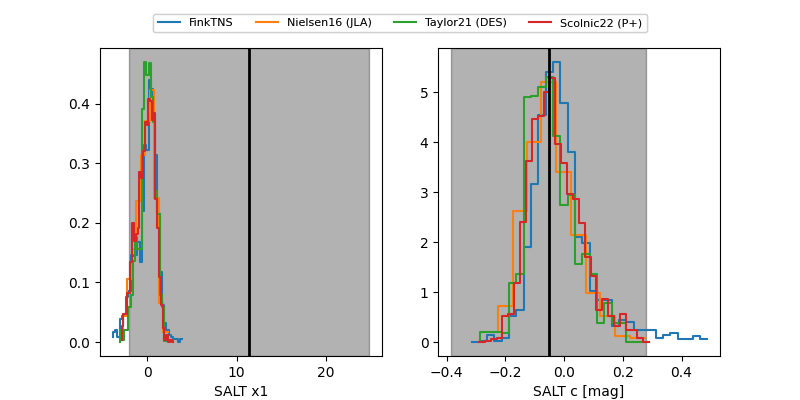 FinkTNS Nielsen16 (JLA) Taylor21 (DES) Scolnic22 (P+)
0.4
0.3
0.2
0.1
0.0
0 10 20
SALT x1
5
4
3
2
1
0
−0.4 −0.2 0.0 0.2 0.4
SALT c [mag]